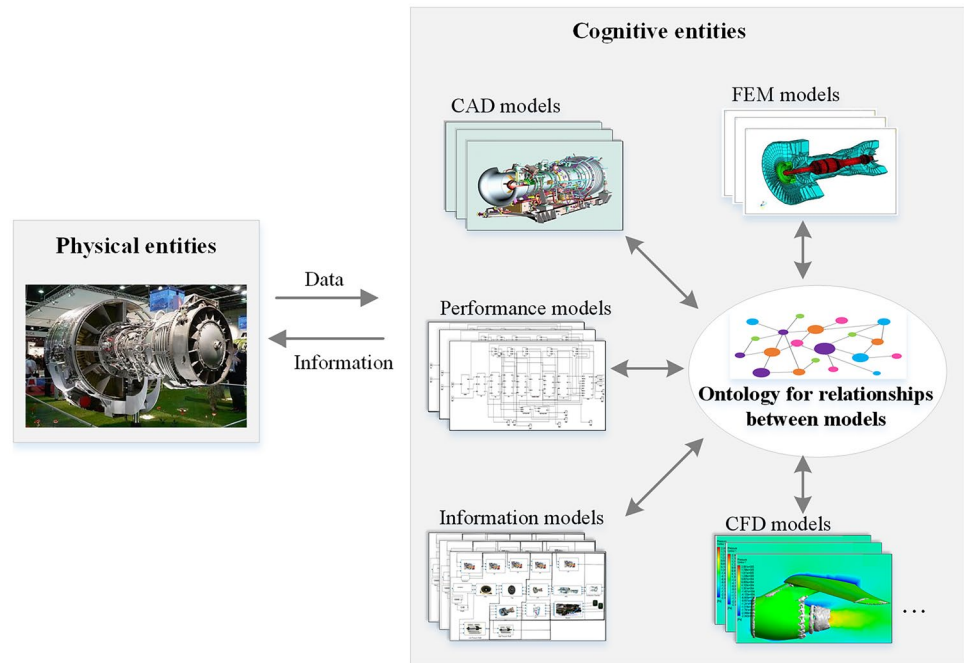 Cognitive entities
CAD models
FEM models
Physical entities
Data
Information
Performance models
Ontology for relationships
between models
Information models
CFD models
...